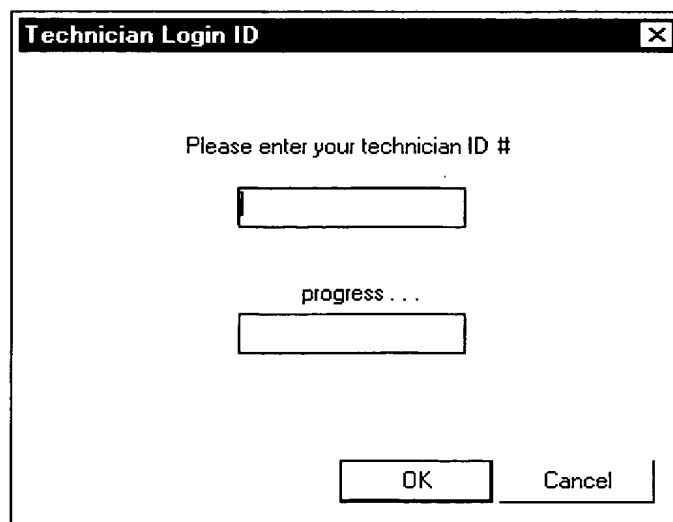 Technician Login ID
Please enter your technician ID #
progress . . .
OK
Cancel